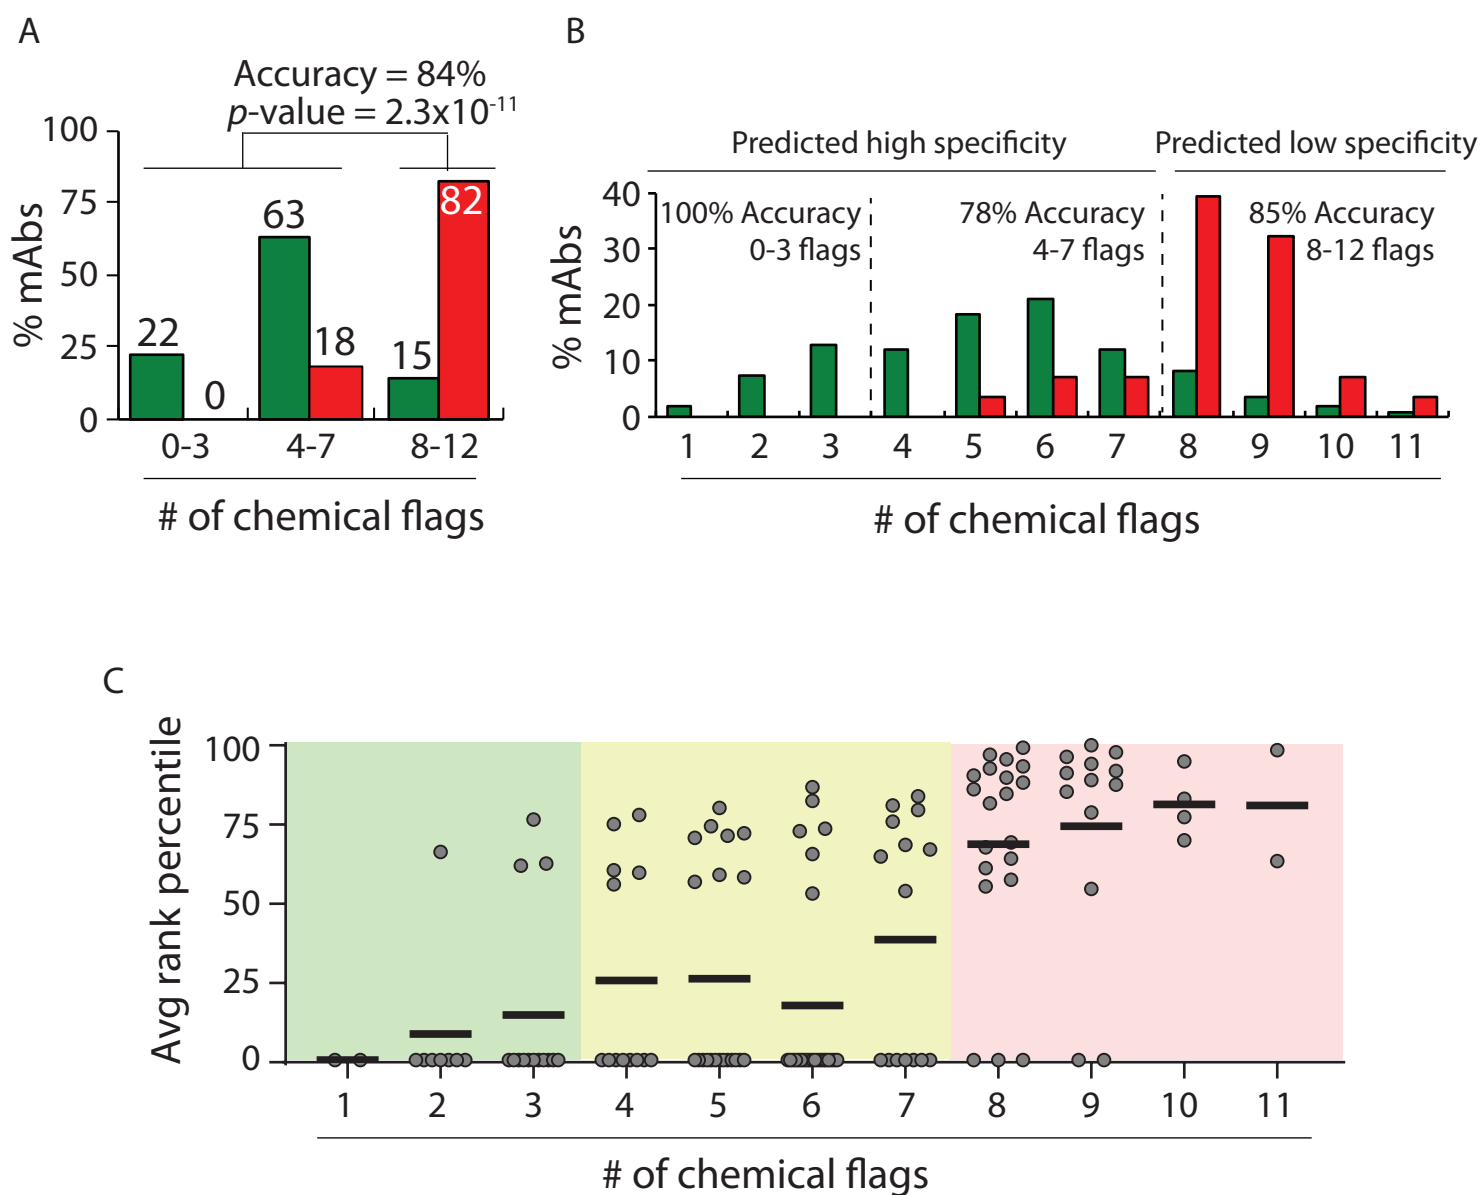 A
Accuracy = 84%
p-value = 2.3x10⁻¹¹
% mAbs
100
75
50
25
0
22
0
63
18
15
82
0-3
4-7
8-12
# of chemical flags
B
Predicted high specificity
Predicted low specificity
% mAbs
40
30
20
10
0
100% Accuracy
0-3 flags
78% Accuracy
4-7 flags
85% Accuracy
8-12 flags
1 2 3 4 5 6 7 8 9 10 11
# of chemical flags
C
Avg rank percentile
100
75
50
25
0
1 2 3 4 5 6 7 8 9 10 11
# of chemical flags